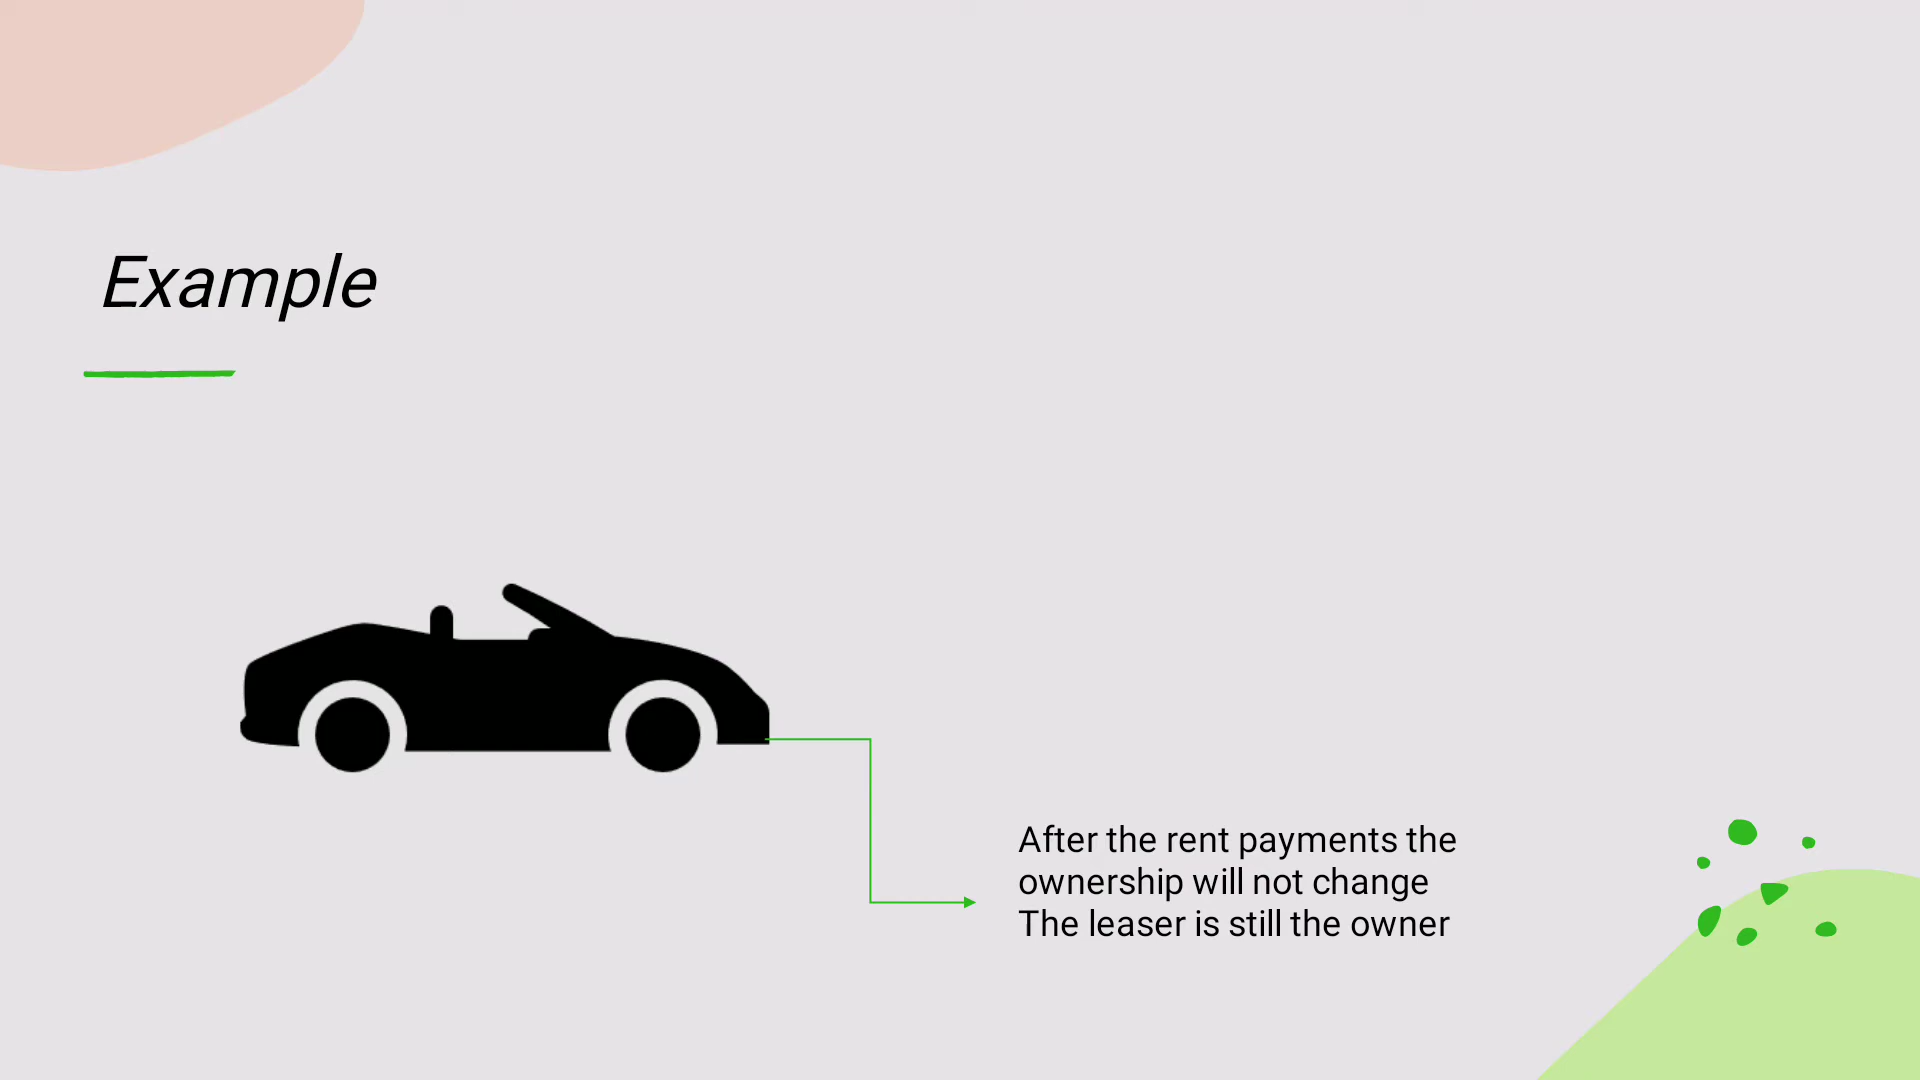 Example
After the rent payments the
ownership will not change
The leaser is still the owner